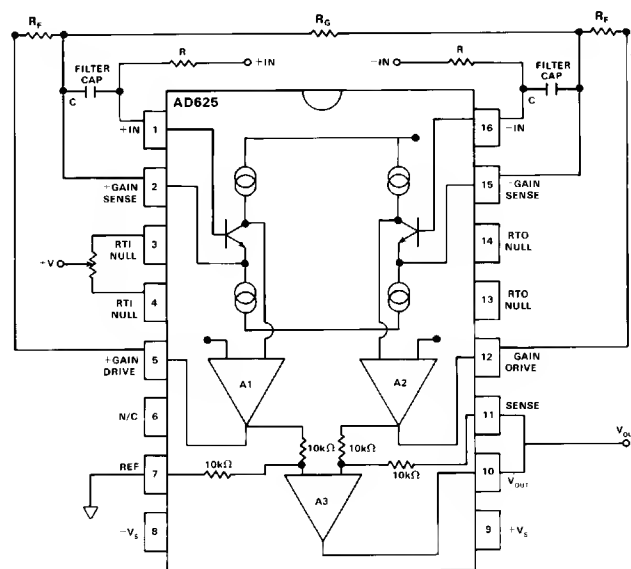 RF
RG
RF
FILTER
CAP
C
R
+IN
−IN
R
FILTER
CAP
C
AD625
+IN
1
16
−IN
+GAIN
SENSE
2
15
−GAIN
SENSE
RTI
NULL
3
14
RTO
NULL
+V
RTI
NULL
4
13
RTO
NULL
+GAIN
DRIVE
5
A1
A2
12
GAIN
DRIVE
N/C
6
11
SENSE
10kΩ
10kΩ
REF
7
10kΩ
10kΩ
10
VOUT
A3
−VS
8
9
+VS